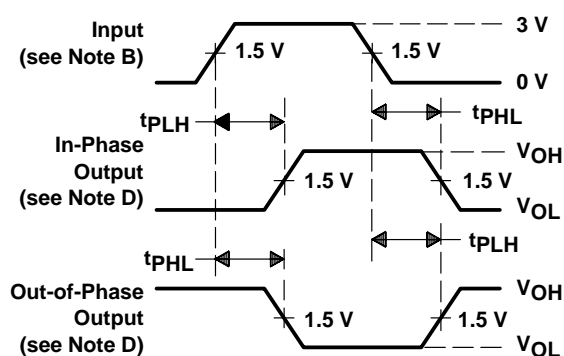 Input
(see Note B)
1.5 V
1.5 V
3 V
0 V
tPLH
tPHL
In-Phase
Output
(see Note D)
1.5 V
1.5 V
VOH
VOL
tPHL
tPLH
Out-of-Phase
Output
(see Note D)
1.5 V
1.5 V
VOH
VOL